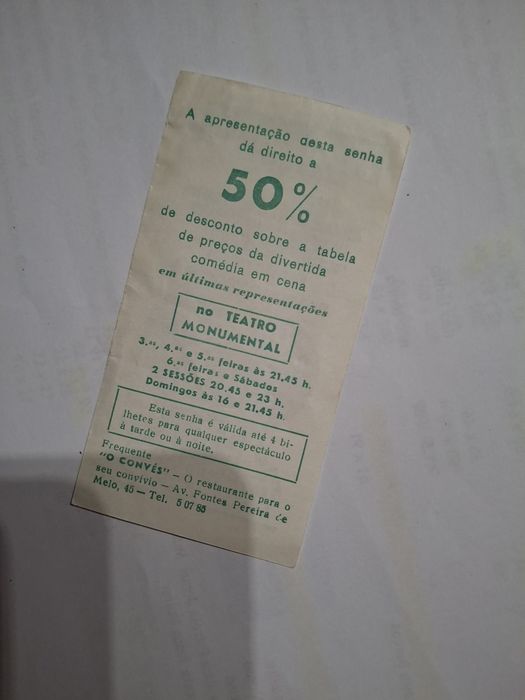 A apresentação desta senha
dá direito a
50%
de desconto sobre a tabela
de preços da divertida
comédia em cena
em últimas representações
no TEATRO
MONUMENTAL
3.as, 4.as e 5.as feiras às 21.45 h.
6.as feiras e Sábados
2 SESSÕES 20.45 e 23 h.
Domingos às 16 e 21.45 h.
Esta senha é válida até 4 bi-
lhetes para qualquer espectáculo
à tarde ou à noite.
Frequente
"O CONVÉS" — O restaurante para o
seu convívio — Av. Fontes Pereira de
Melo, 45 — Tel. 5 07 85